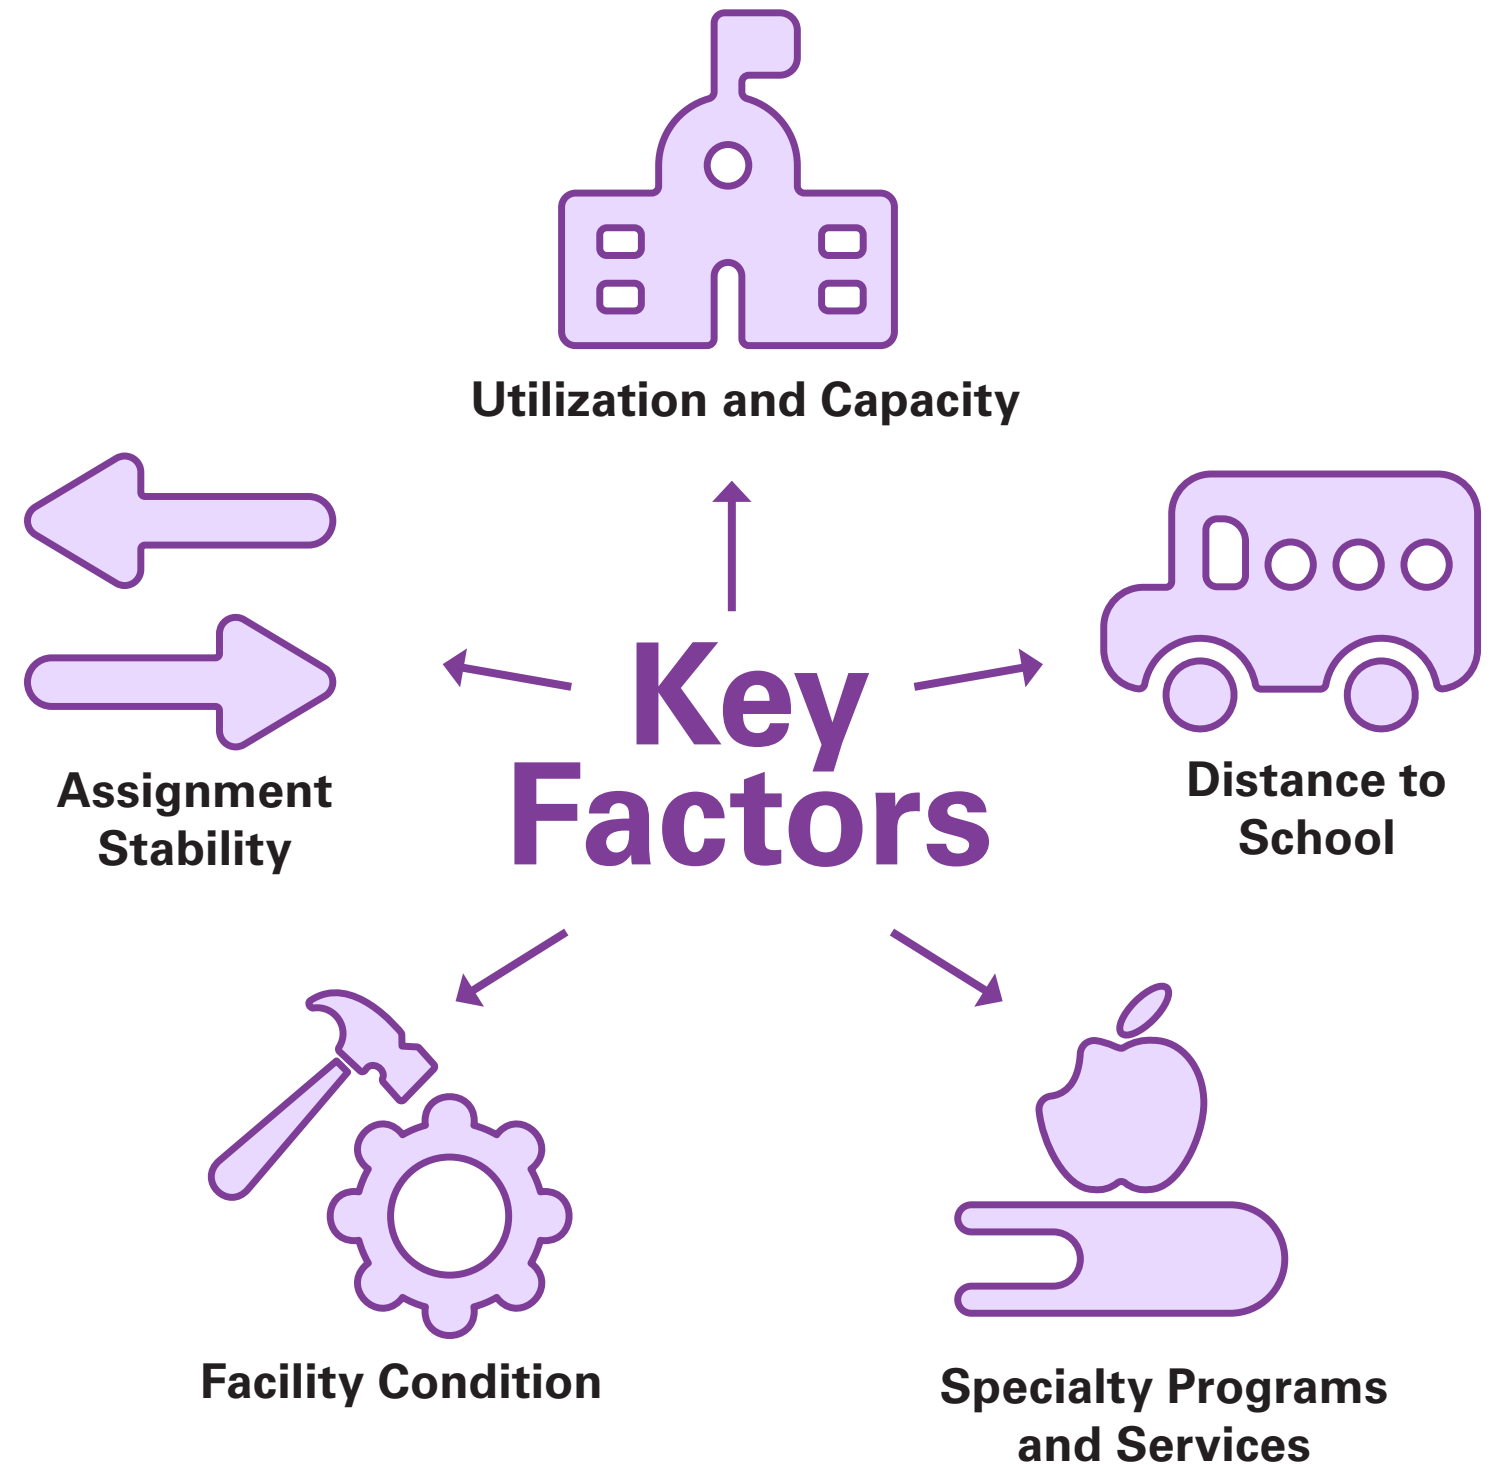 Utilization and Capacity
Key
Factors
Assignment
Stability
Distance to
School
Facility Condition
Specialty Programs
and Services